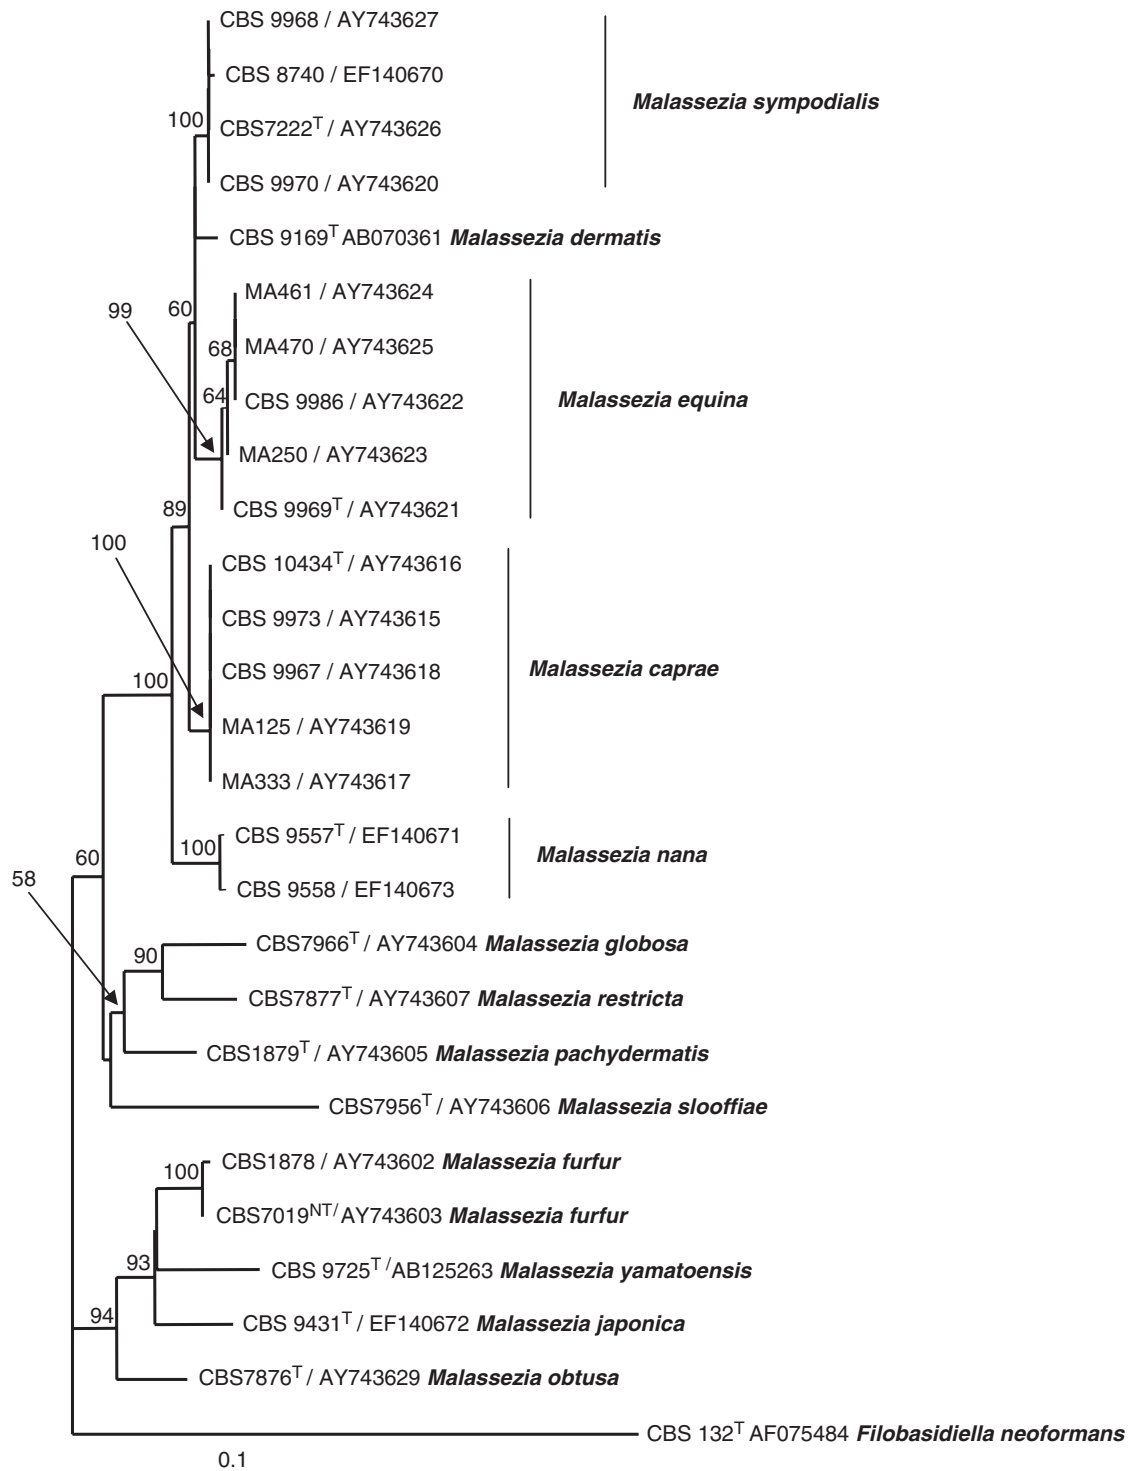 CBS 9968 / AY743627
CBS 8740 / EF140670
Malassezia sympodialis
100
CBS7222T / AY743626
CBS 9970 / AY743620
CBS 9169T AB070361 Malassezia dermatis
MA461 / AY743624
99
60
MA470 / AY743625
68
64
CBS 9986 / AY743622
Malassezia equina
MA250 / AY743623
CBS 9969T / AY743621
89
100
CBS 10434T / AY743616
CBS 9973 / AY743615
CBS 9967 / AY743618
Malassezia caprae
100
MA125 / AY743619
MA333 / AY743617
CBS 9557T / EF140671
100
Malassezia nana
60
58
CBS 9558 / EF140673
CBS7966T / AY743604 Malassezia globosa
90
CBS7877T / AY743607 Malassezia restricta
CBS1879T / AY743605 Malassezia pachydermatis
CBS7956T / AY743606 Malassezia slooffiae
CBS1878 / AY743602 Malassezia furfur
100
CBS7019NT/ AY743603 Malassezia furfur
93
CBS 9725T /AB125263 Malassezia yamatoensis
94
CBS 9431T / EF140672 Malassezia japonica
CBS7876T / AY743629 Malassezia obtusa
CBS 132T AF075484 Filobasidiella neoformans
0.1